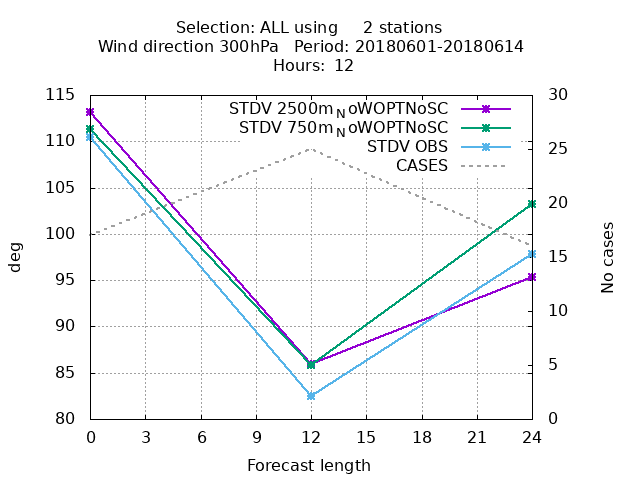 Selection: ALL using 2 stations
Wind direction 300hPa Period: 20180601-20180614
Hours: 12
115
110
105
100
95
90
85
80
deg
STDV 2500m_NoWOPTNoSC
STDV 750m_NoWOPTNoSC
STDV OBS
CASES
30
25
20
15
10
5
0
No cases
0 3 6 9 12 15 18 21 24
Forecast length